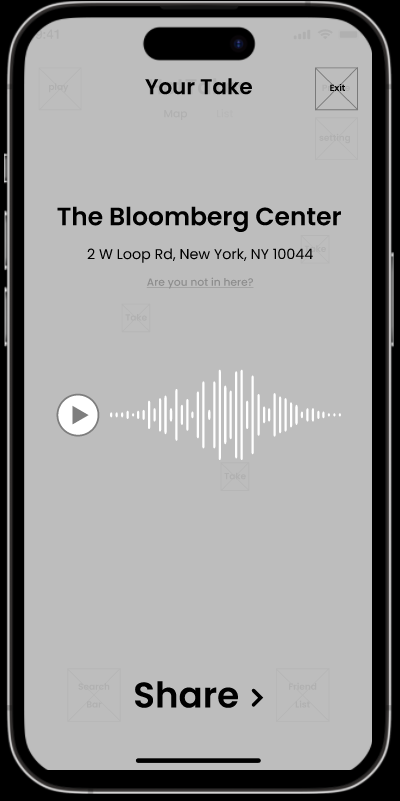 9:41
Play
Your Take
Exit
Map
setting
The Bloomberg Center
2 W Loop Rd, New York, NY 10044
Are you not in here?
Take
Take
Search
Bar
Share >
Friend
List